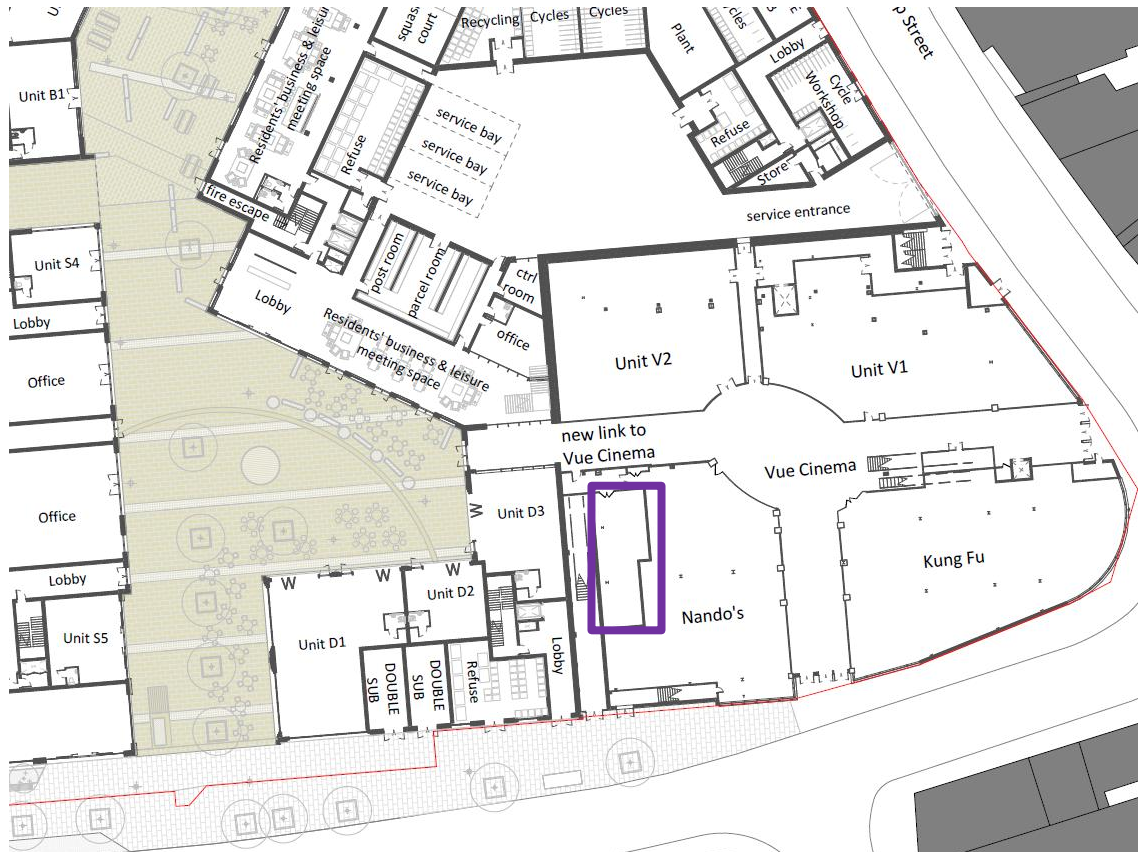 U
squash
court
Recycling
Cycles
Cycles
Plant
Cycles
Lobby
p Street
Cycle
Workshop
Unit B1
Residents' business & leisure
meeting space
Refuse
service bay
service bay
service bay
Refuse
Store
fire escape
service entrance
Unit S4
Lobby
Lobby
post room
parcel room
ctrl
room
office
Residents' business & leisure
meeting space
Office
Unit V2
Unit V1
new link to
Vue Cinema
Vue Cinema
Office
Unit D3
W
Kung Fu
Lobby
W
W
W
Unit D2
Nando's
Unit S5
Unit D1
Lobby
Refuse
DOUBLE
SUB
DOUBLE
SUB